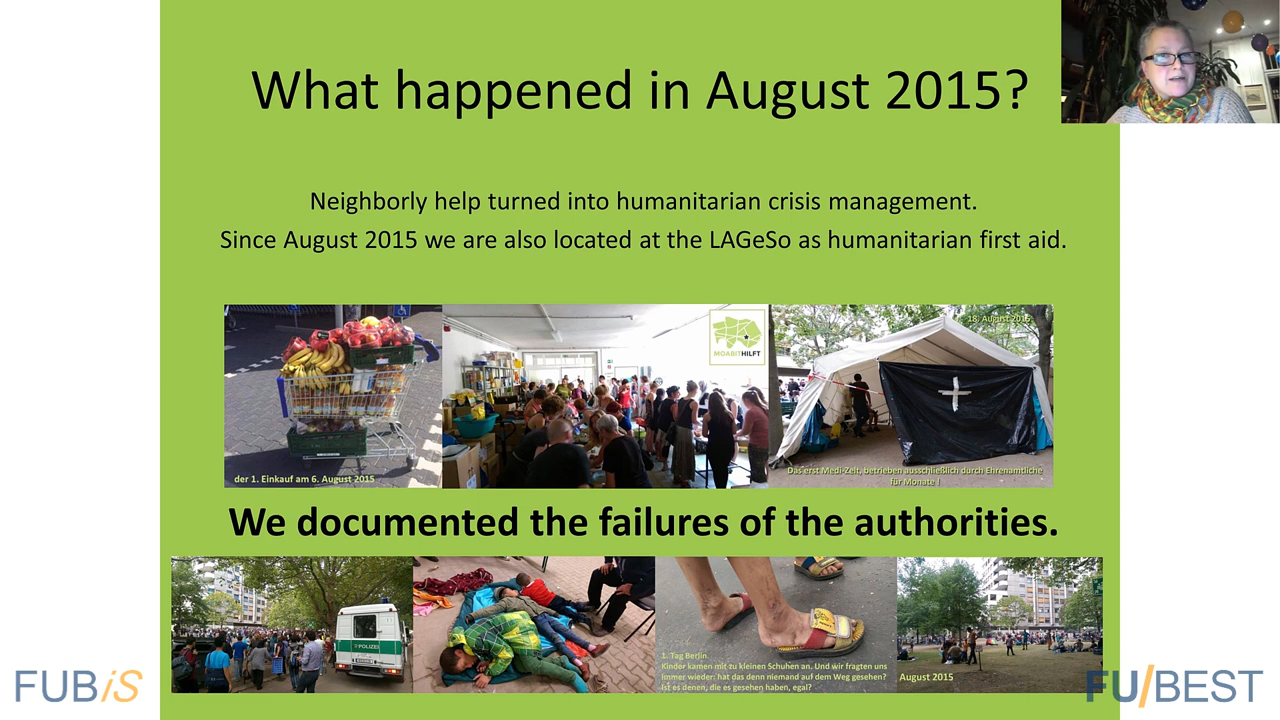 What happened in August 2015?
Neighborly help turned into humanitarian crisis management.
Since August 2015 we are also located at the LAGeSo as humanitarian first aid.
der 1. Einkauf am 6. August 2015
MOABITHILFT
18. August 2015
Das erst Medi-Zelt, betrieben ausschließlich durch Ehrenamtliche
für Monate !
We documented the failures of the authorities.
POLIZEI
1. Tag Berlin
Kinder kamen mit zu kleinen Schuhen an. Und wir fragten uns
immer wieder: hat das denn niemand auf dem Weg gesehen?
Ist es denen, die es gesehen haben, egal?
August 2015
FUBiS
FU/BEST